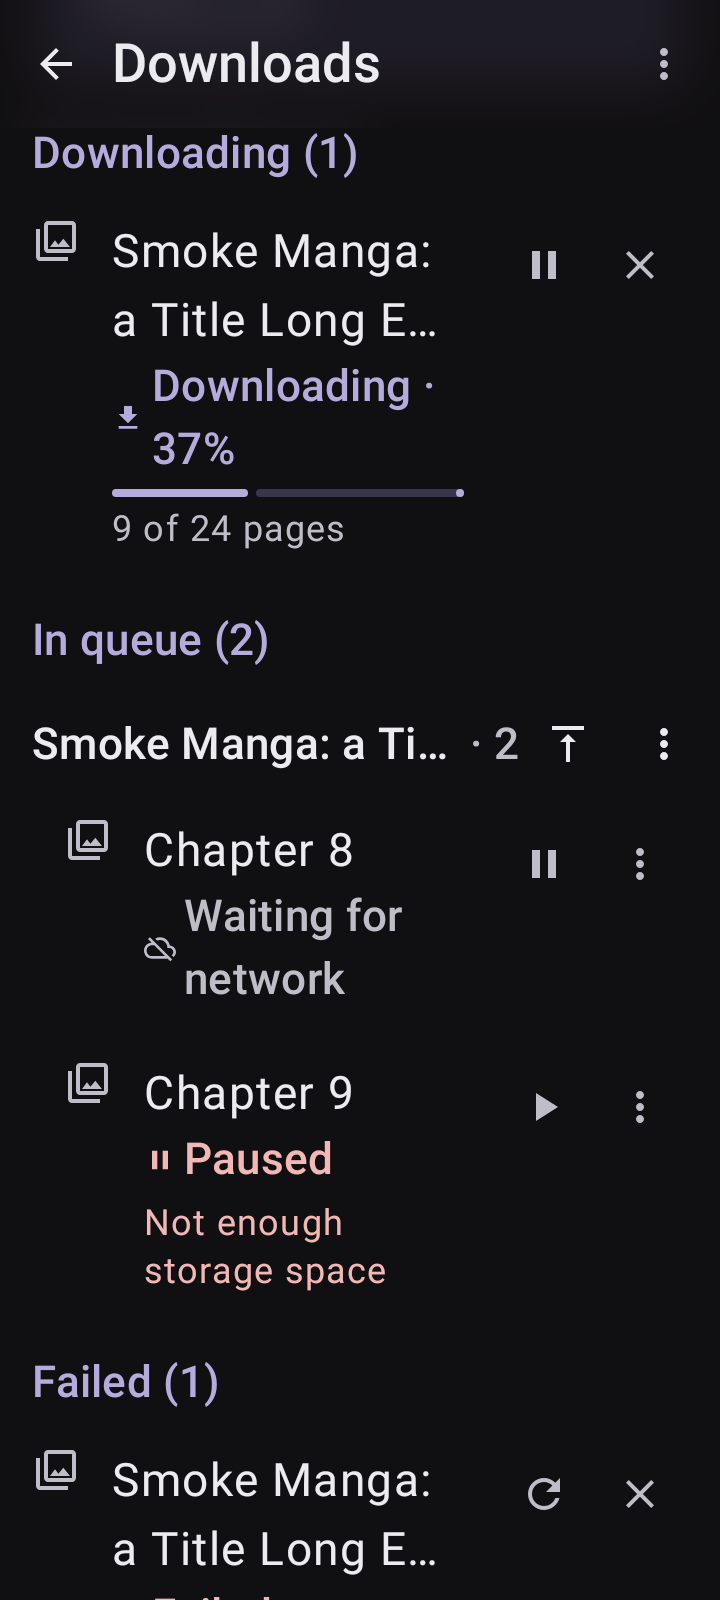 Downloads
Downloading (1)
Smoke Manga:
a Title Long E…
Downloading ·
37%
9 of 24 pages
In queue (2)
Smoke Manga: a Ti… · 2
Chapter 8
Waiting for
network
Chapter 9
Paused
Not enough
storage space
Failed (1)
Smoke Manga:
a Title Long E…